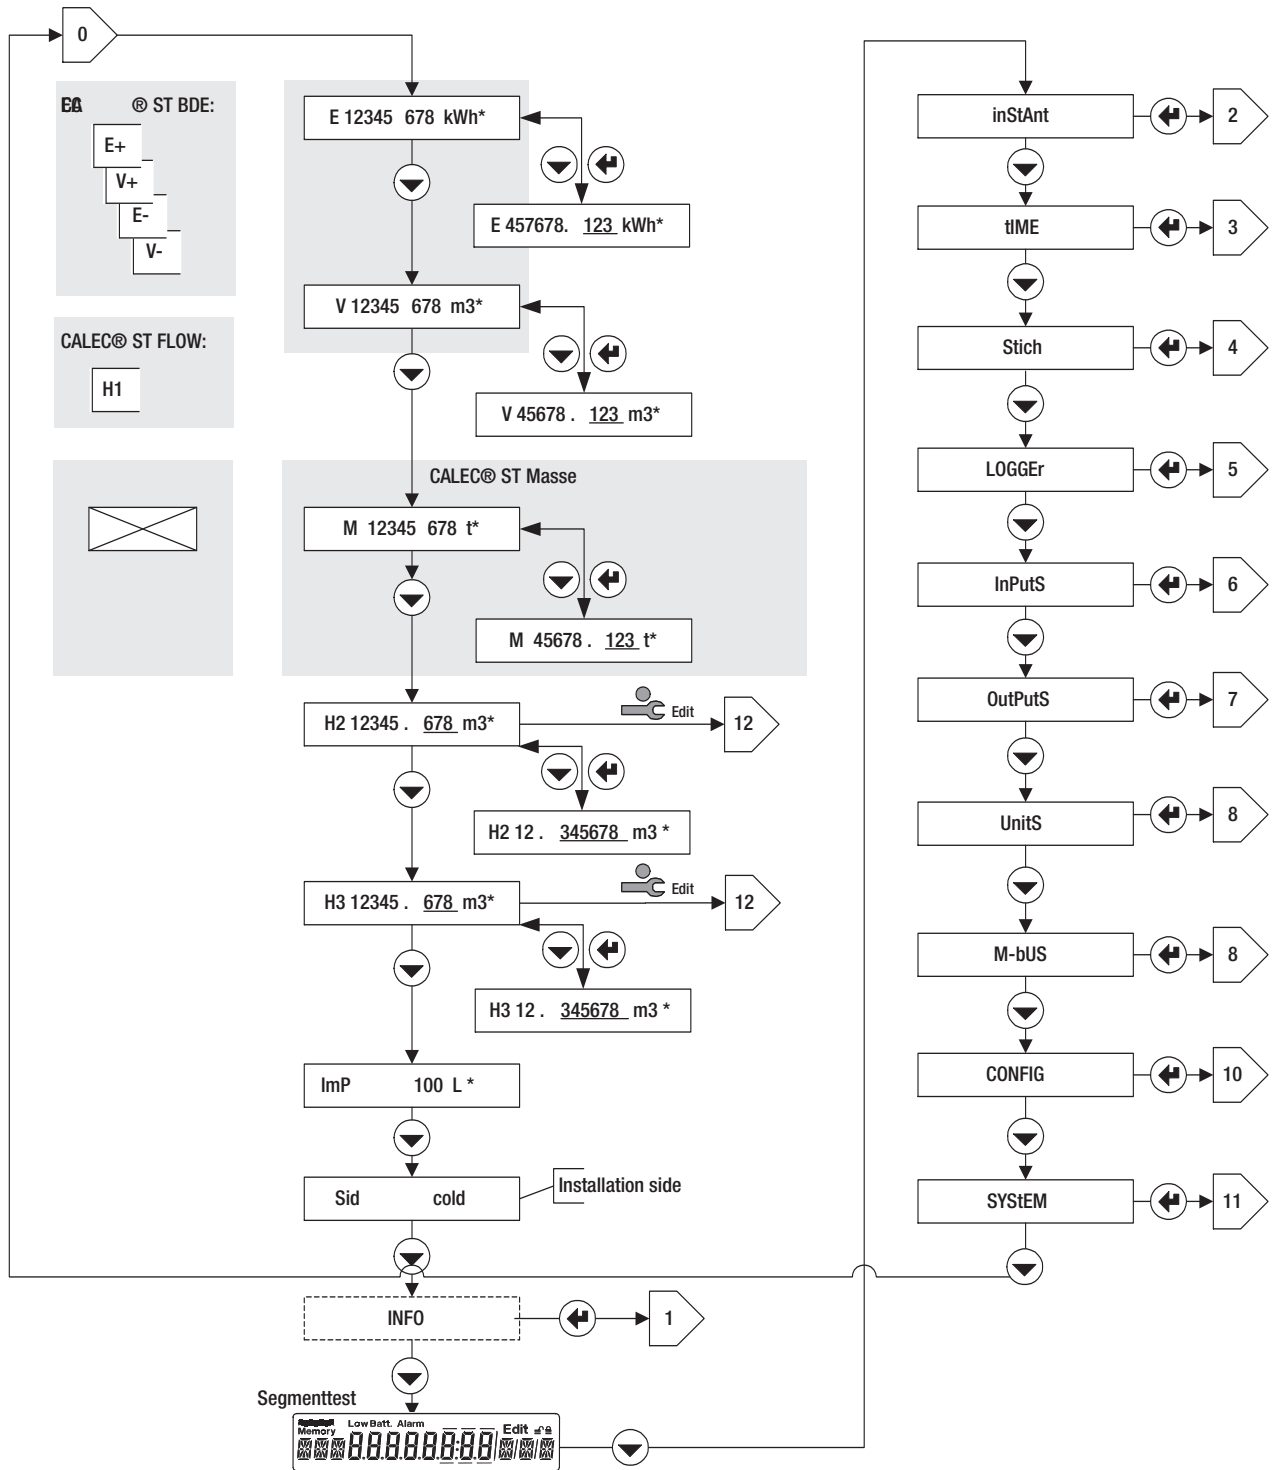 0
® ST BDE:
E+
V+
E-
V-
CALEC® ST FLOW:
H1
E 12345 678 kWh*
E 457678. 123 kWh*
V 12345 678 m3*
V 45678. 123 m3*
CALEC® ST Masse
M 12345 678 t*
M 45678. 123 t*
H2 12345. 678 m3*
Edit
12
H2 12. 345678 m3 *
H3 12345. 678 m3*
Edit
12
H3 12. 345678 m3 *
ImP 100 L *
Sid cold
Installation side
INFO
1
Segmenttest
Memory Low Batt. Alarm Edit
inStAnt
2
tIME
3
Stich
4
LOGGEr
5
InPutS
6
OutPutS
7
UnitS
8
M-bUS
8
CONFIG
10
SYStEM
11